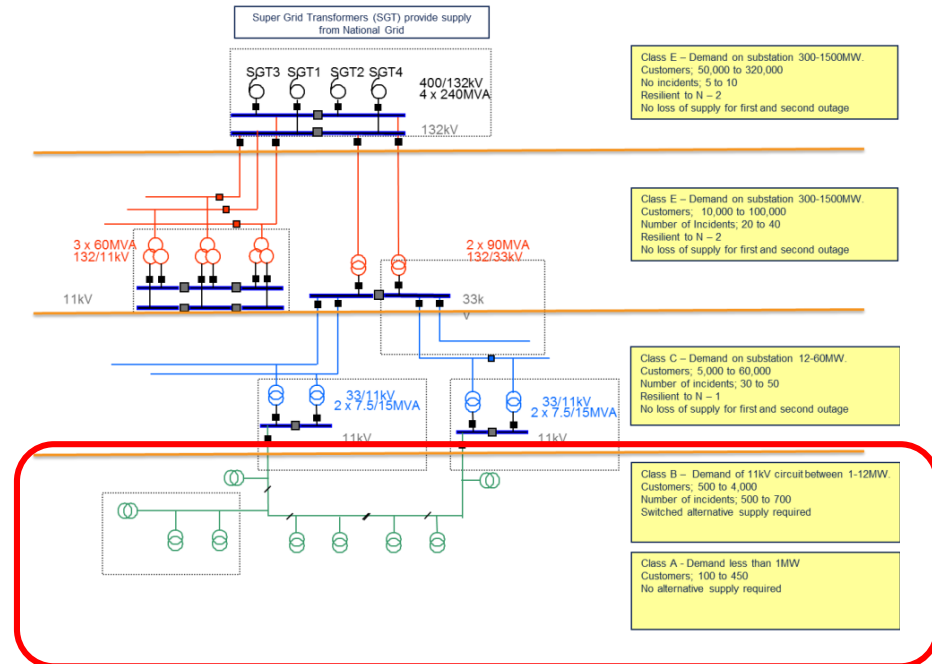 Super Grid Transformers (SGT) provide supply
from National Grid
SGT3 SGT1 SGT2 SGT4
400/132kV
4 x 240MVA
132kV
Class E – Demand on substation 300-1500MW.
Customers; 50,000 to 320,000
No incidents; 5 to 10
Resilient to N – 2
No loss of supply for first and second outage
3 x 60MVA
132/11kV
11kV
2 x 90MVA
132/33kV
33k
v
Class E – Demand on substation 300-1500MW.
Customers; 10,000 to 100,000
Number of Incidents; 20 to 40
Resilient to N – 2
No loss of supply for first and second outage
33/11kV
2 x 7.5/15MVA
11kV
33/11kV
2 x 7.5/15MVA
11kV
Class C – Demand on substation 12-60MW.
Customers; 5,000 to 60,000
Number of incidents; 30 to 50
Resilient to N – 1
No loss of supply for first and second outage
Class B – Demand of 11kV circuit between 1-12MW.
Customers; 500 to 4,000
Number of incidents; 500 to 700
Switched alternative supply required
Class A - Demand less than 1MW
Customers; 100 to 450
No alternative supply required